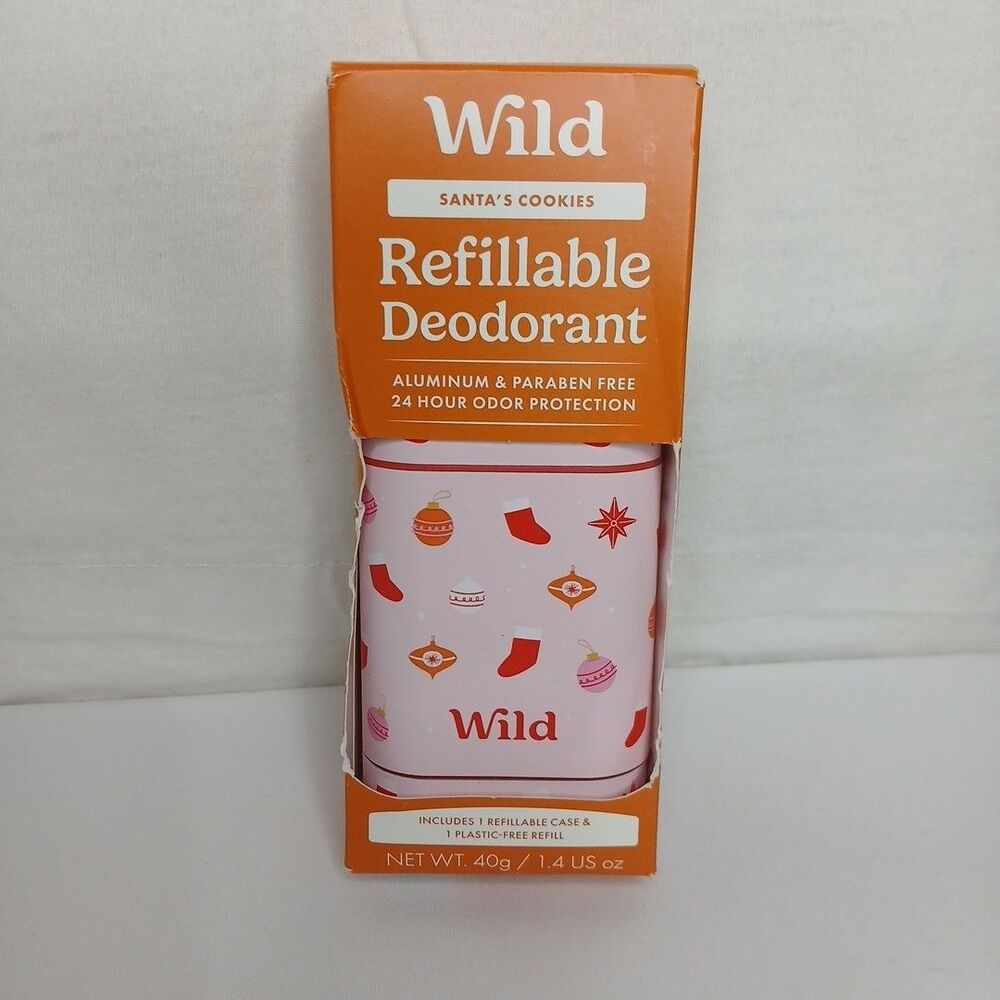 Wild
SANTA'S COOKIES
Refillable
Deodorant
ALUMINUM & PARABEN FREE
24 HOUR ODOR PROTECTION
Wild
INCLUDES 1 REFILLABLE CASE &
1 PLASTIC-FREE REFILL
NET WT. 40g / 1.4 US oz